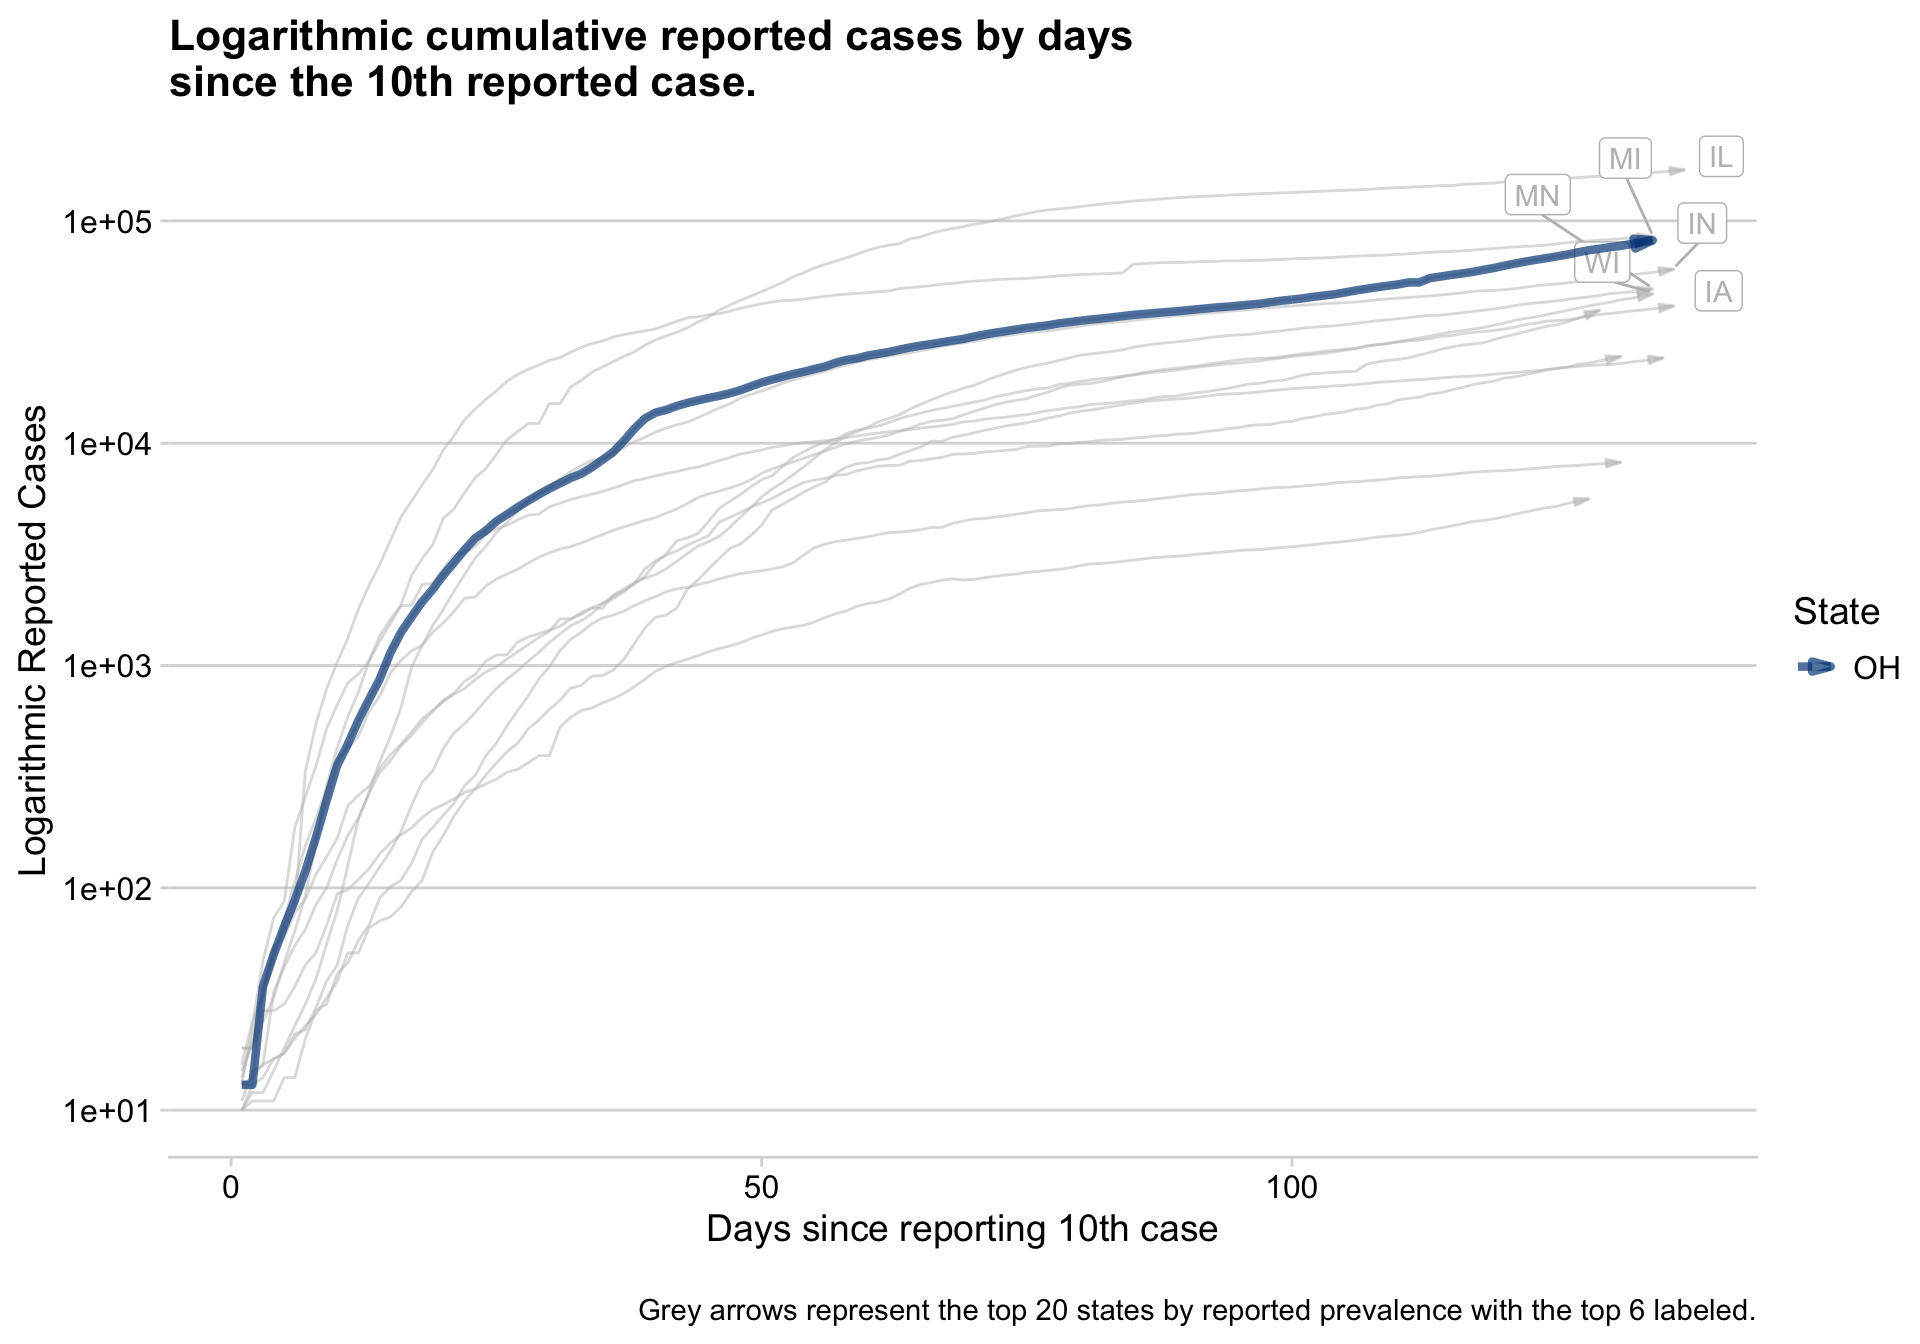 Logarithmic cumulative reported cases by days
since the 10th reported case.
MI
IL
MN
1e+05
IN
WI
IA
1e+04
1e+03
1e+02
1e+01
Logarithmic Reported Cases
State
OH
0
50
100
Days since reporting 10th case
Grey arrows represent the top 20 states by reported prevalence with the top 6 labeled.